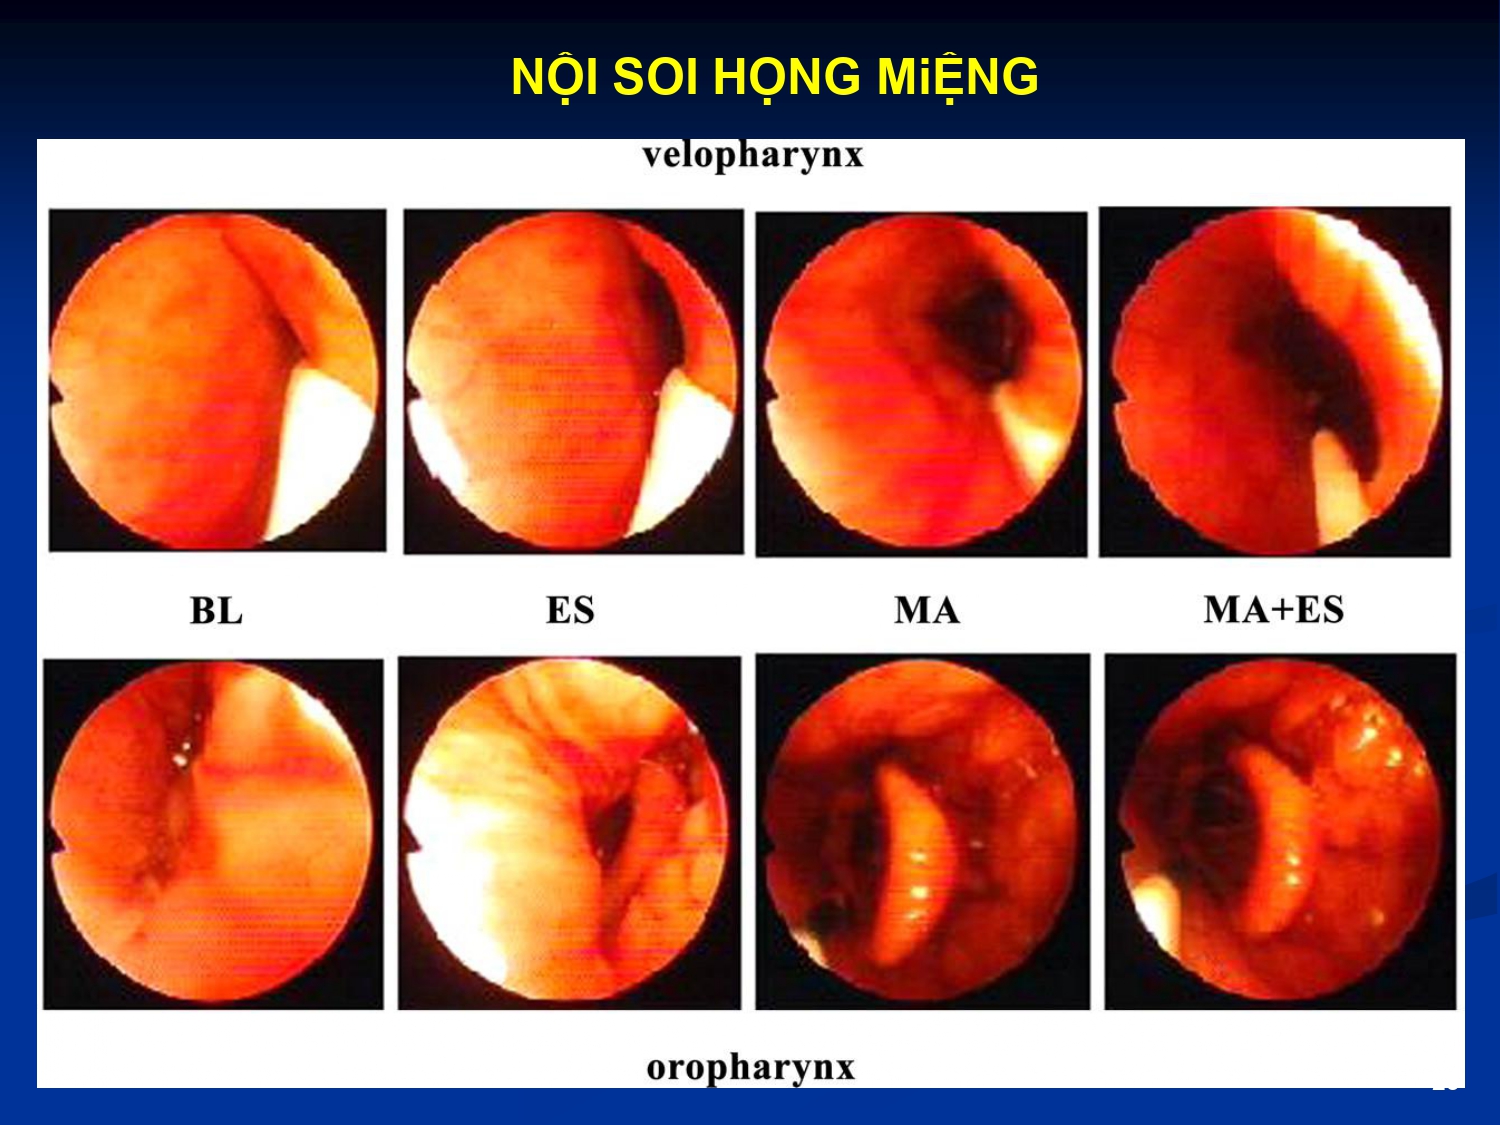 NỘI SOI HỌNG MiỆNG
velopharynx
BL
ES
MA
MA+ES
oropharynx